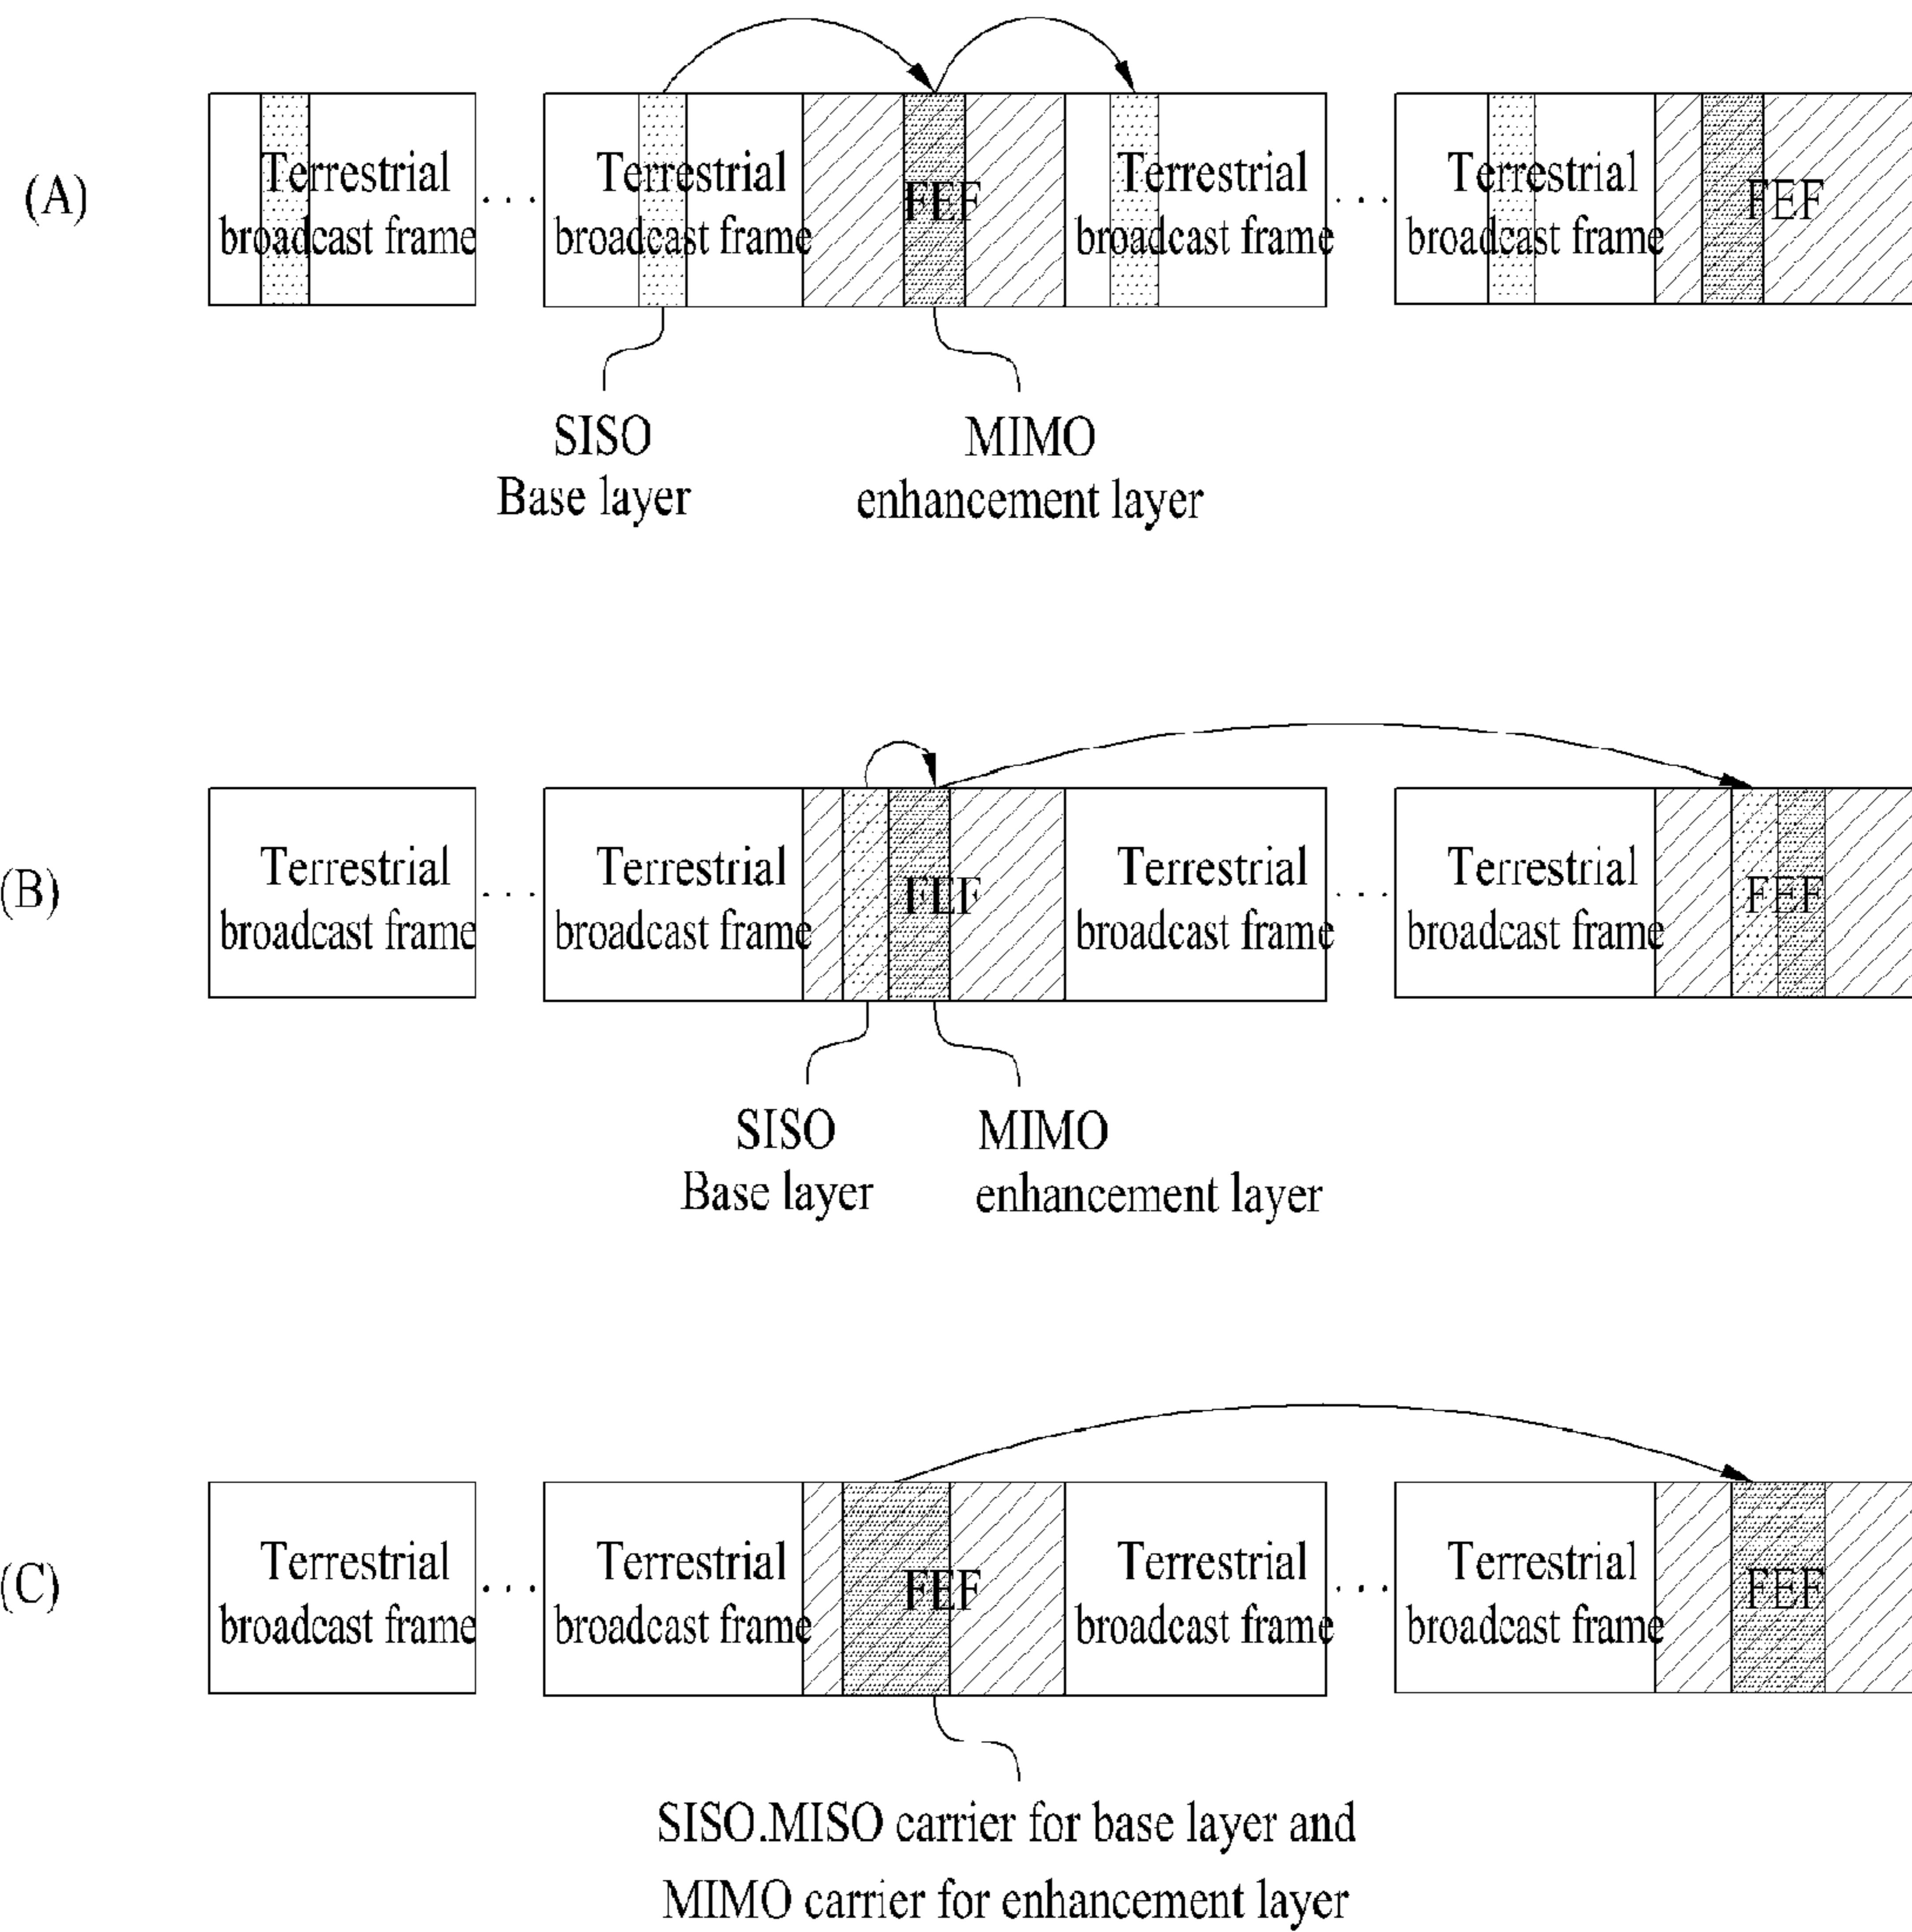 (A)
Terrestrial
broadcast frame
. . .
Terrestrial
broadcast frame
FEF
Terrestrial
broadcast frame
. . .
Terrestrial
broadcast frame
FEF
SISO
Base layer
MIMO
enhancement layer
(B)
Terrestrial
broadcast frame
. . .
Terrestrial
broadcast frame
FEF
Terrestrial
broadcast frame
. . .
Terrestrial
broadcast frame
FEF
SISO
Base layer
MIMO
enhancement layer
(C)
Terrestrial
broadcast frame
. . .
Terrestrial
broadcast frame
FEF
Terrestrial
broadcast frame
. . .
Terrestrial
broadcast frame
FEF
SISO.MISO carrier for base layer and
MIMO carrier for enhancement layer